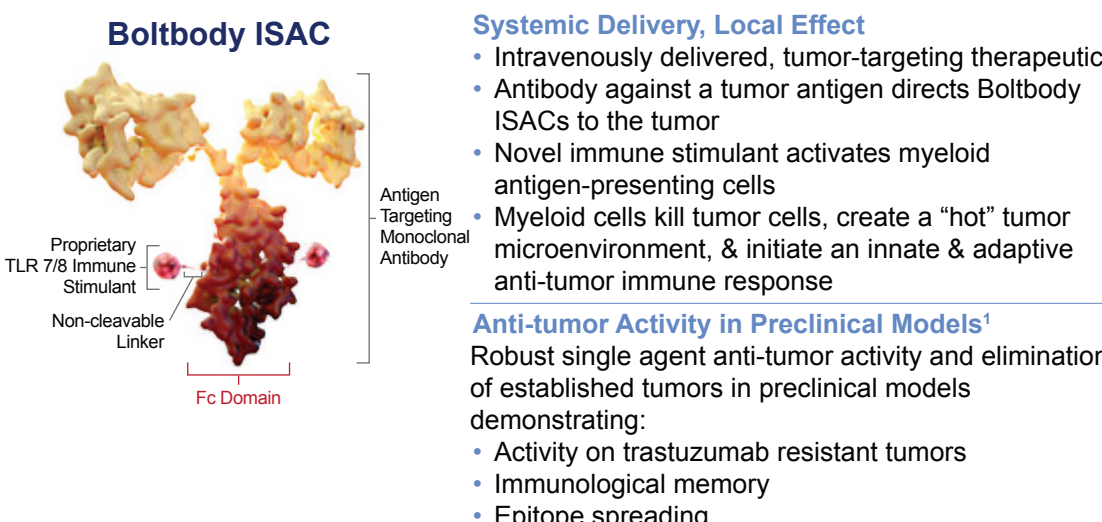 Boltbody ISAC
Antigen
Targeting
Monoclonal
Antibody
Proprietary
TLR 7/8 Immune
Stimulant
Non-cleavable
Linker
Fc Domain
Systemic Delivery, Local Effect
• Intravenously delivered, tumor-targeting therapeutic
• Antibody against a tumor antigen directs Boltbody
ISACs to the tumor
• Novel immune stimulant activates myeloid
antigen-presenting cells
• Myeloid cells kill tumor cells, create a “hot” tumor
microenvironment, & initiate an innate & adaptive
anti-tumor immune response
Anti-tumor Activity in Preclinical Models¹
Robust single agent anti-tumor activity and elimination
of established tumors in preclinical models
demonstrating:
• Activity on trastuzumab resistant tumors
• Immunological memory
• Epitope spreading